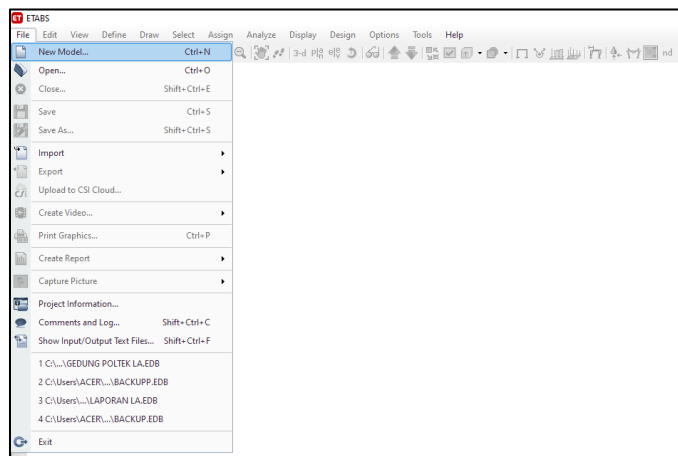 ETABS
File Edit View Define Draw Select Assign Analyze Display Design Options Tools Help
New Model... Ctrl+N
3-d
nd
Open... Ctrl+O
Close... Shift+Ctrl+E
Save Ctrl+S
Save As... Shift+Ctrl+S
Import
Export
Upload to CSI Cloud...
Create Video...
Print Graphics... Ctrl+P
Create Report
Capture Picture
Project Information...
Comments and Log... Shift+Ctrl+C
Show Input/Output Text Files... Shift+Ctrl+F
1 C:\...\GEDUNG POLTEK LA.EDB
2 C:\Users\ACER\...\BACKUPP.EDB
3 C:\Users\...\LAPORAN LA.EDB
4 C:\Users\ACER\...\BACKUP.EDB
Exit